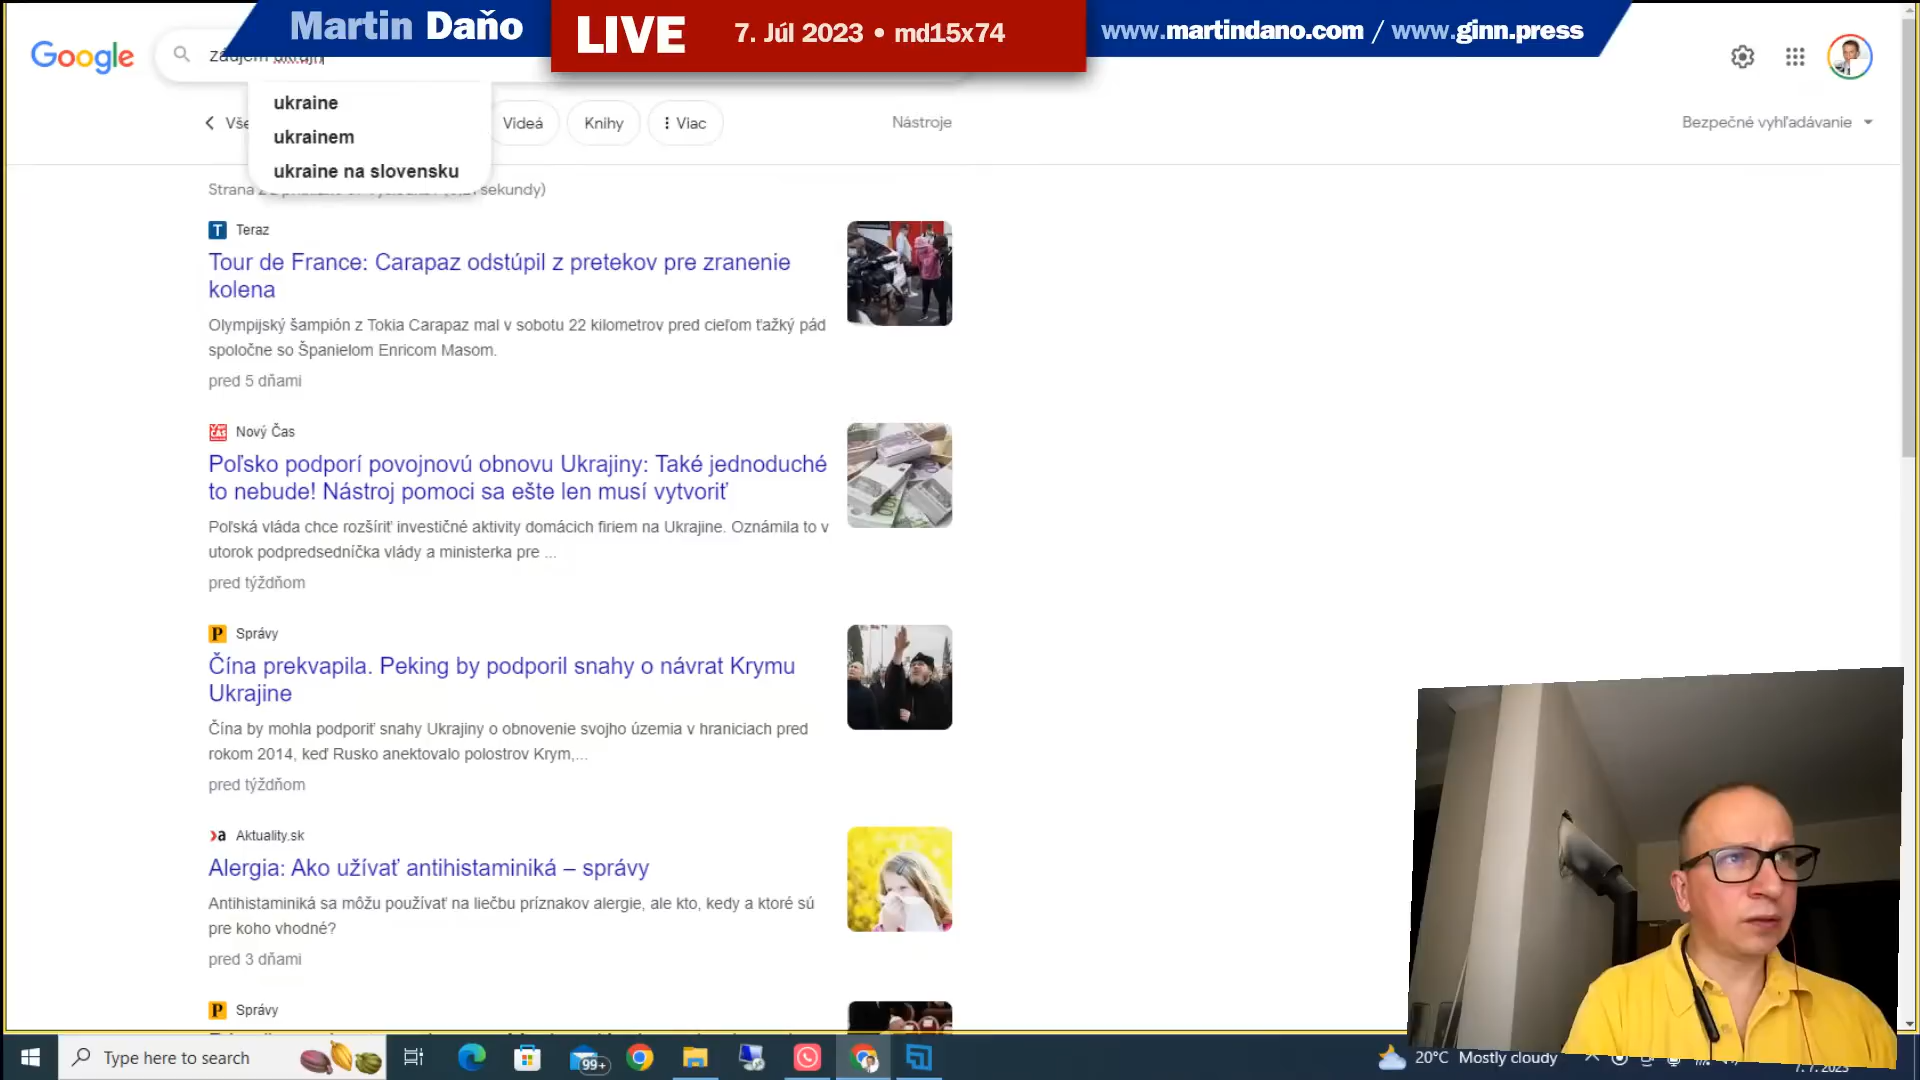 Martin Daňo
LIVE
7. Júl 2023 • md15x74
www.martindano.com / www.ginn.press
Google
ukraine
ukrainem
ukraine na slovensku
Videá
Knihy
Viac
Nástroje
Bezpečné vyhľadávanie
Strana
sekundy)
Teraz
Tour de France: Carapaz odstúpil z pretekov pre zranenie
kolena
Olympijský šampión z Tokia Carapaz mal v sobotu 22 kilometrov pred cieľom ťažký pád
spoločne so Španielom Enricom Masom.
pred 5 dňami
Nový Čas
Poľsko podporí povojnovú obnovu Ukrajiny: Také jednoduché
to nebude! Nástroj pomoci sa ešte len musí vytvoriť
Poľská vláda chce rozšíriť investičné aktivity domácich firiem na Ukrajine. Oznámila to v
utorok podpredsedníčka vlády a ministerka pre ...
pred týždňom
Správy
Čína prekvapila. Peking by podporil snahy o návrat Krymu
Ukrajine
Čína by mohla podporiť snahy Ukrajiny o obnovenie svojho územia v hraniciach pred
rokom 2014, keď Rusko anektovalo polostrov Krym,...
pred týždňom
Aktuality.sk
Alergia: Ako užívať antihistaminiká – správy
Antihistaminiká sa môžu používať na liečbu príznakov alergie, ale kto, kedy a ktoré sú
pre koho vhodné?
pred 3 dňami
Správy
Type here to search
99+
20°C Mostly cloudy
7. 7. 2023